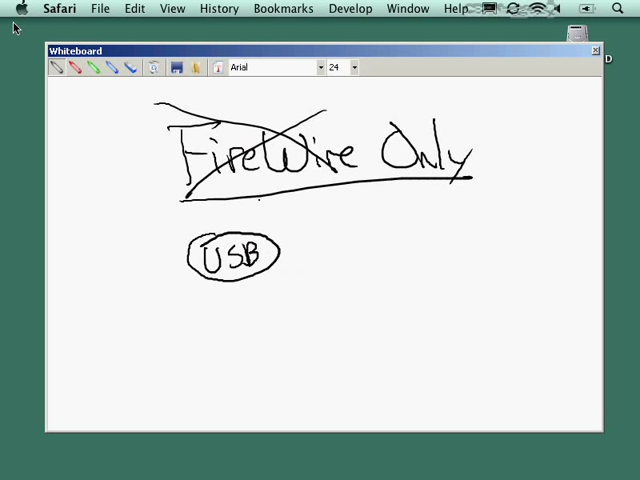 Safari File Edit View History Bookmarks Develop Window Help
Whiteboard
Arial 24
FireWire Only
USB
D